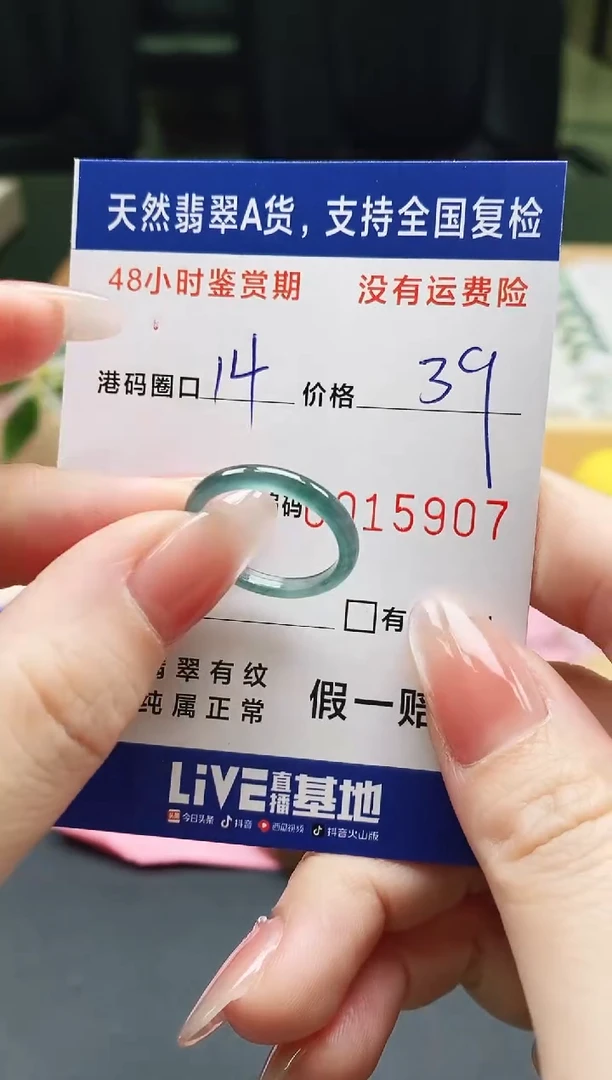 天然翡翠A货，支持全国复检
48小时鉴赏期 没有运费险
港码圈口 14 价格 39
码 0015907
□有
翠有纹
纯属正常 假一赔
LiVE直播基地
今日头条 抖音 西瓜视频 抖音火山版